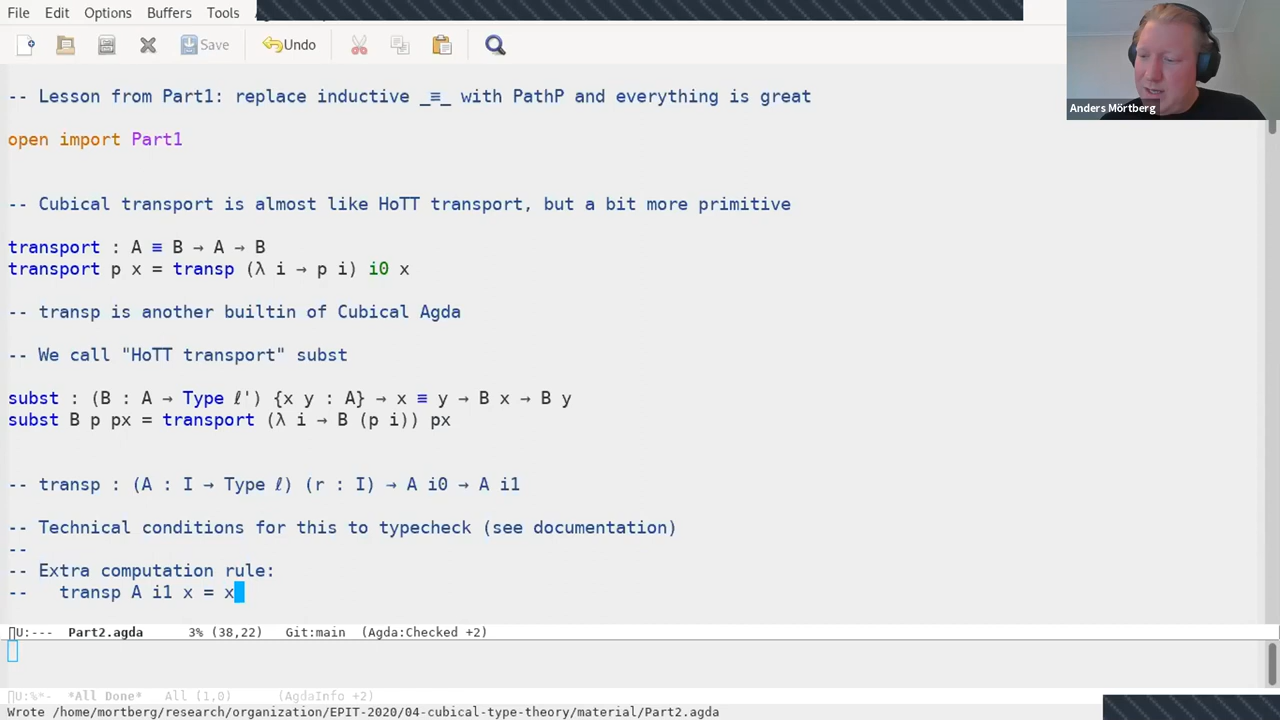 File Edit Options Buffers Tools
Save Undo
Anders Mörtberg
-- Lesson from Part1: replace inductive _≡_ with PathP and everything is great
open import Part1
-- Cubical transport is almost like HoTT transport, but a bit more primitive
transport : A ≡ B → A → B
transport p x = transp (λ i → p i) i0 x
-- transp is another builtin of Cubical Agda
-- We call "HoTT transport" subst
subst : (B : A → Type ℓ') {x y : A} → x ≡ y → B x → B y
subst B p px = transport (λ i → B (p i)) px
-- transp : (A : I → Type ℓ) (r : I) → A i0 → A i1
-- Technical conditions for this to typecheck (see documentation)
--
-- Extra computation rule:
--   transp A i1 x = x
U:--- Part2.agda 3% (38,22) Git:main (Agda:Checked +2)
U:%*- *All Done* All (1,0) (AgdaInfo +2)
Wrote /home/mortberg/research/organization/EPIT-2020/04-cubical-type-theory/material/Part2.agda